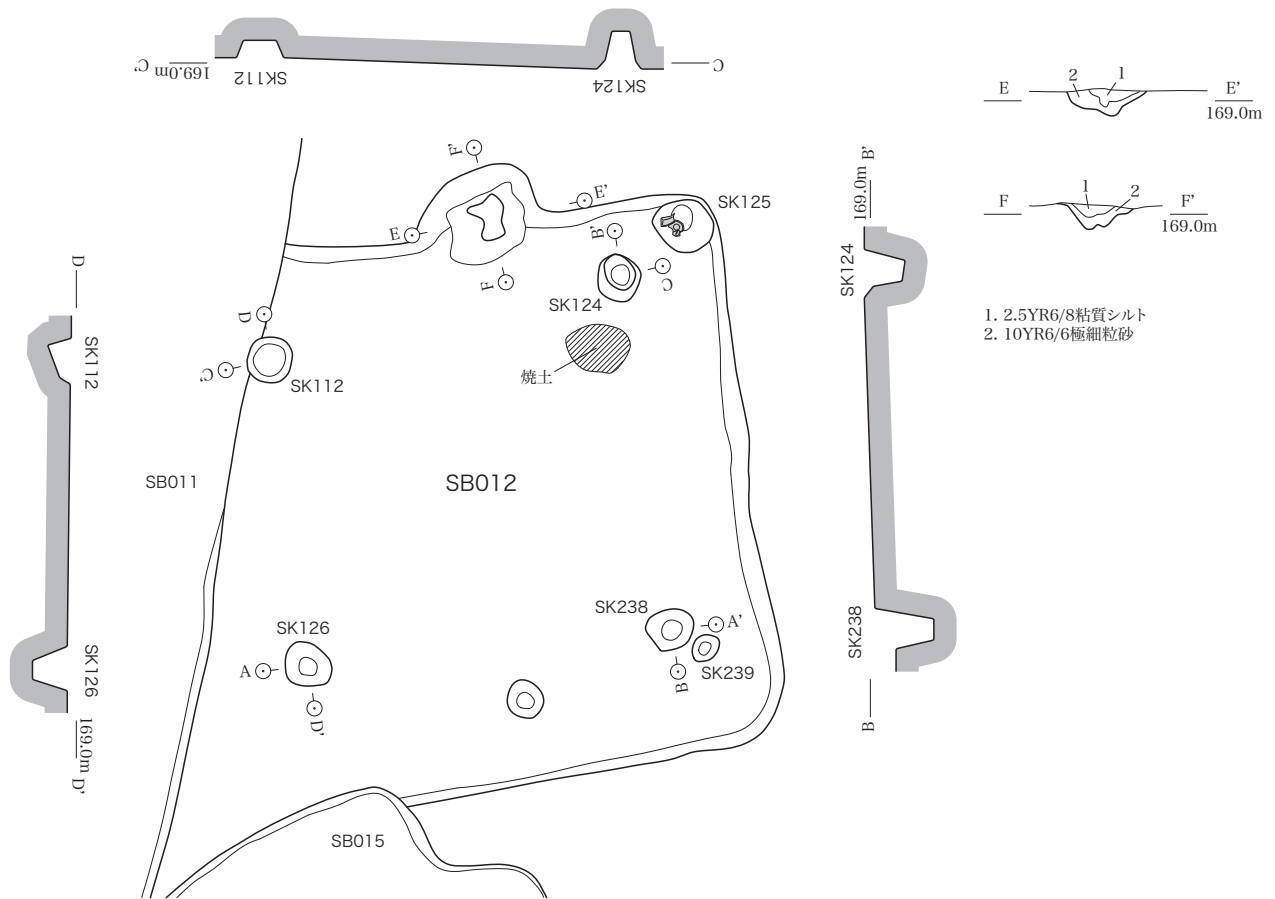 C'
169.0m
SK112
SK124
C
E
2
1
E'
169.0m
F
1
2
F'
169.0m
1. 2.5YR6/8粘質シルト
2. 10YR6/6極細粒砂
F'
E'
E
B'
C
F
SK125
SK124
焼土
D
C'
SK112
SB011
SB012
SK238
A'
SK239
B
SK126
A
D'
SB015
D
SK112
SK126
169.0m
D'
B'
169.0m
SK124
SK238
B